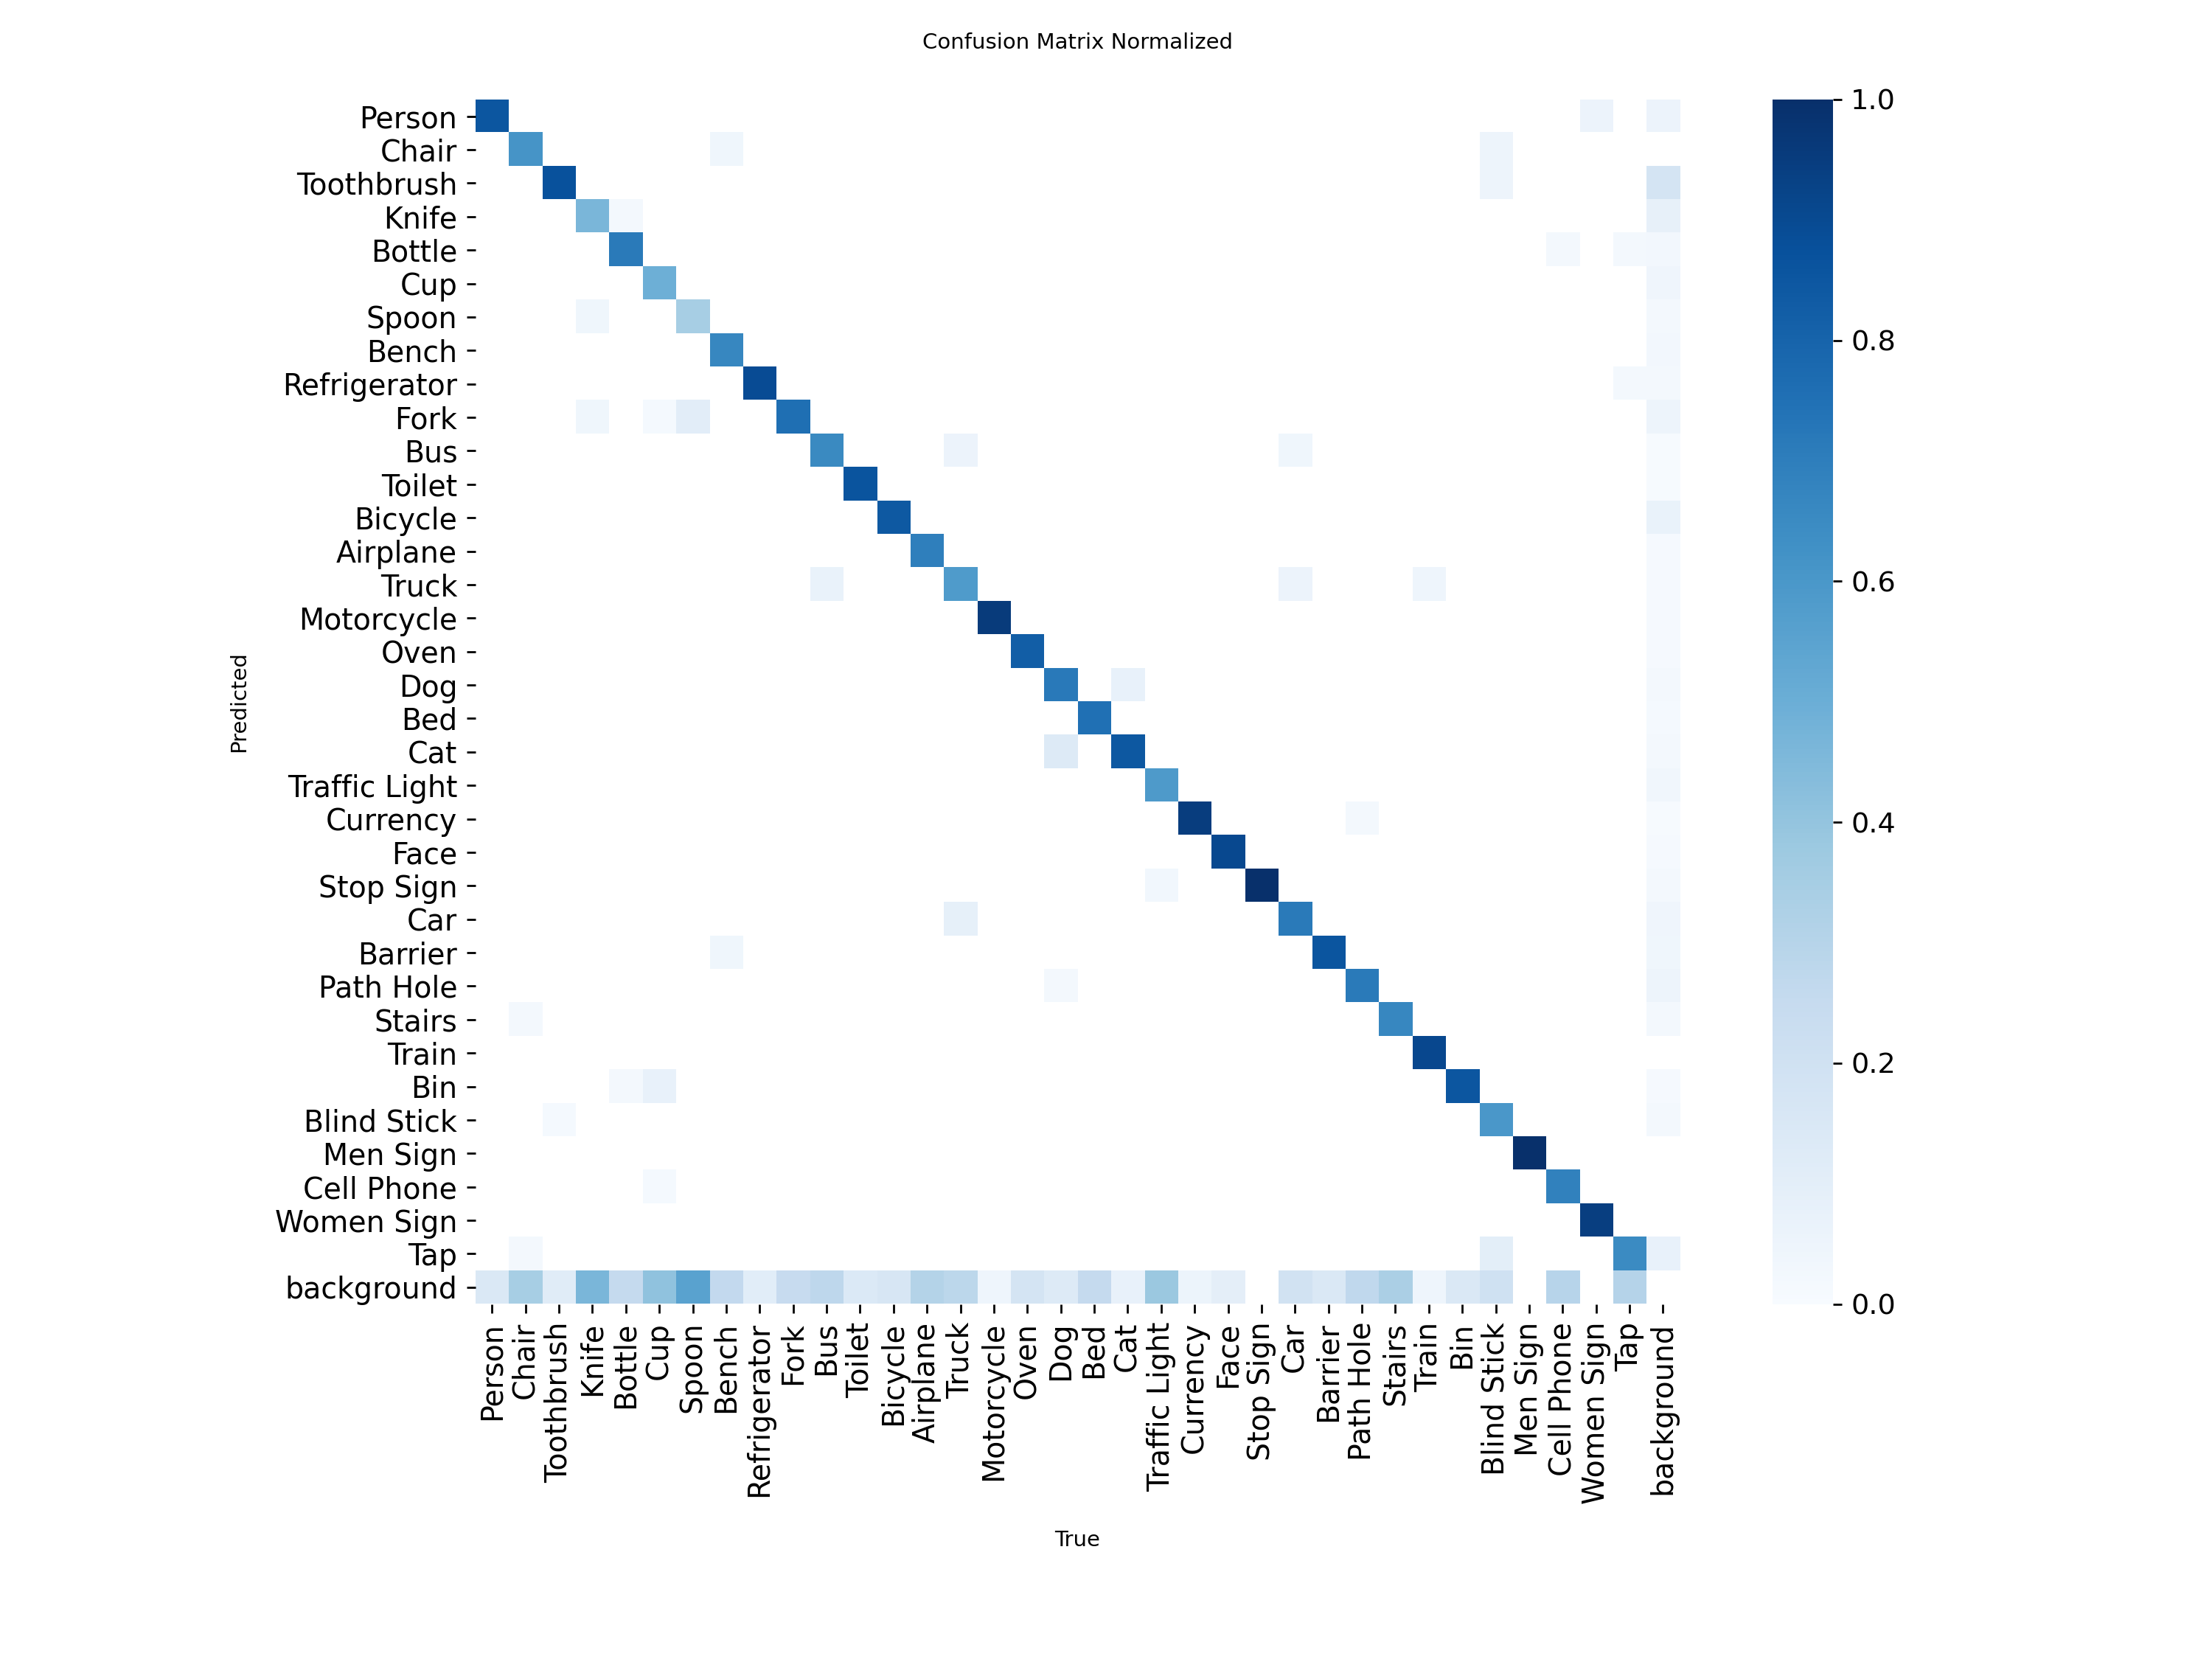 Confusion Matrix Normalized
Person
Chair
Toothbrush
Knife
Bottle
Cup
Spoon
Bench
Refrigerator
Fork
Bus
Toilet
Bicycle
Airplane
Truck
Motorcycle
Oven
Dog
Bed
Cat
Traffic Light
Currency
Face
Stop Sign
Car
Barrier
Path Hole
Stairs
Train
Bin
Blind Stick
Men Sign
Cell Phone
Women Sign
Tap
background
Predicted
Person
Chair
Toothbrush
Knife
Bottle
Cup
Spoon
Bench
Refrigerator
Fork
Bus
Toilet
Bicycle
Airplane
Truck
Motorcycle
Oven
Dog
Bed
Cat
Traffic Light
Currency
Face
Stop Sign
Car
Barrier
Path Hole
Stairs
Train
Bin
Blind Stick
Men Sign
Cell Phone
Women Sign
Tap
background
True
1.0
0.8
0.6
0.4
0.2
0.0